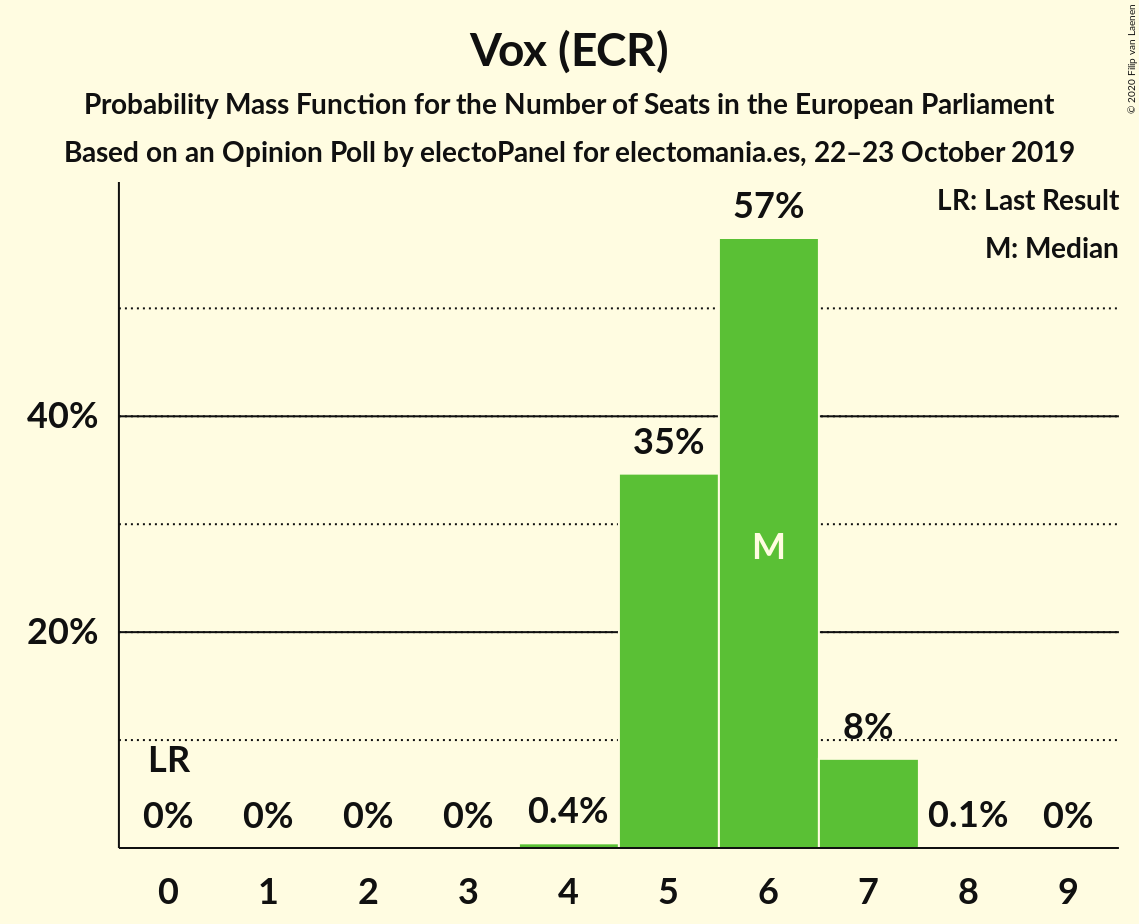 Vox (ECR)
Probability Mass Function for the Number of Seats in the European Parliament
Based on an Opinion Poll by electoPanel for electomania.es, 22–23 October 2019
© 2020 Filip van Laenen
LR: Last Result
M: Median
57%
40%
35%
M
20%
8%
LR
0% 0% 0% 0% 0.4% 0.1% 0%
0 1 2 3 4 5 6 7 8 9